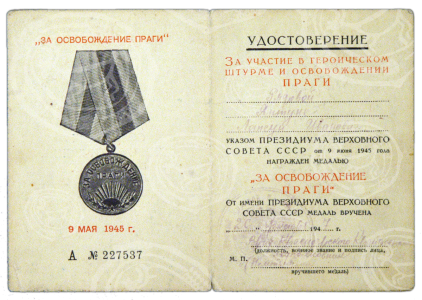 „ЗА ОСВОБОЖДЕНИЕ ПРАГИ“
ЗА ОСВОБОЖДЕНИЕ
ПРАГИ
9 МАЯ 1945 г.
А № 227537
УДОСТОВЕРЕНИЕ
ЗА УЧАСТИЕ В ГЕРОИЧЕСКОМ
ШТУРМЕ И ОСВОБОЖДЕНИИ
ПРАГИ
УКАЗОМ ПРЕЗИДИУМА ВЕРХОВНОГО
СОВЕТА СССР от 9 июня 1945 года
НАГРАЖДЕН МЕДАЛЬЮ
„ЗА ОСВОБОЖДЕНИЕ
ПРАГИ“
От имени ПРЕЗИДИУМА ВЕРХОВНОГО
СОВЕТА СССР МЕДАЛЬ ВРУЧЕНА
194 г.
(должность, воинское звание и подпись лица,
М. П.
вручившего медаль)